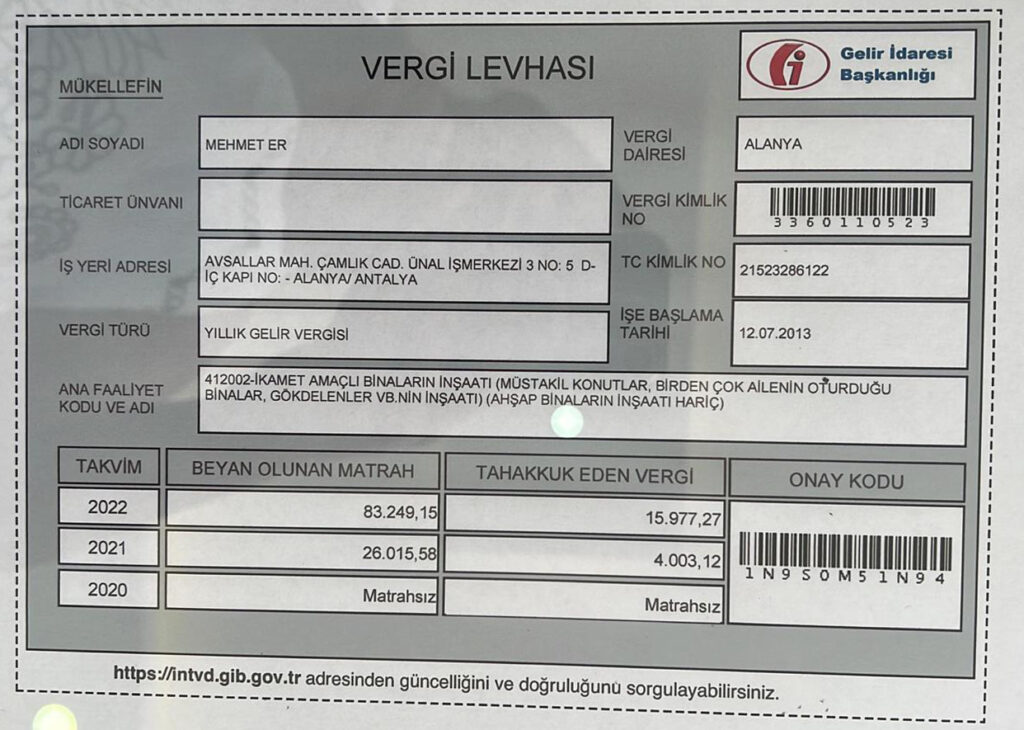 VERGİ LEVHASI
Gelir İdaresi
Başkanlığı
MÜKELLEFİN
ADI SOYADI
MEHMET ER
VERGİ
DAİRESİ
ALANYA
TİCARET ÜNVANI
VERGİ KİMLİK
NO
3360110523
İŞ YERİ ADRESİ
AVSALLAR MAH. ÇAMLIK CAD. ÜNAL İŞMERKEZİ 3 NO: 5 D-
İÇ KAPI NO: - ALANYA/ ANTALYA
TC KİMLİK NO
21523286122
VERGİ TÜRÜ
YILLIK GELİR VERGİSİ
İŞE BAŞLAMA
TARİHİ
12.07.2013
ANA FAALİYET
KODU VE ADI
412002-İKAMET AMAÇLI BİNALARIN İNŞAATI (MÜSTAKİL KONUTLAR, BİRDEN ÇOK AİLENİN OTURDUĞU
BİNALAR, GÖKDELENLER VB.NİN İNŞAATI) (AHŞAP BİNALARIN İNŞAATI HARİÇ)
TAKVİM BEYAN OLUNAN MATRAH TAHAKKUK EDEN VERGİ ONAY KODU
2022 83.249,15 15.977,27
2021 26.015,58 4.003,12
1N9S0M51N94
2020 Matrahsız Matrahsız
https://intvd.gib.gov.tr adresinden güncelliğini ve doğruluğunu sorgulayabilirsiniz.